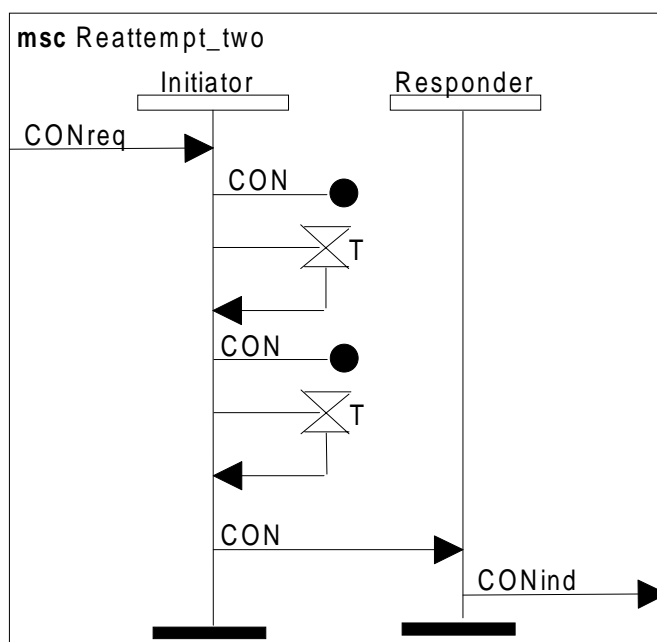 msc Reattempt_two
Initiator
Responder
CONreq
CON
T
CON
T
CON
CONind